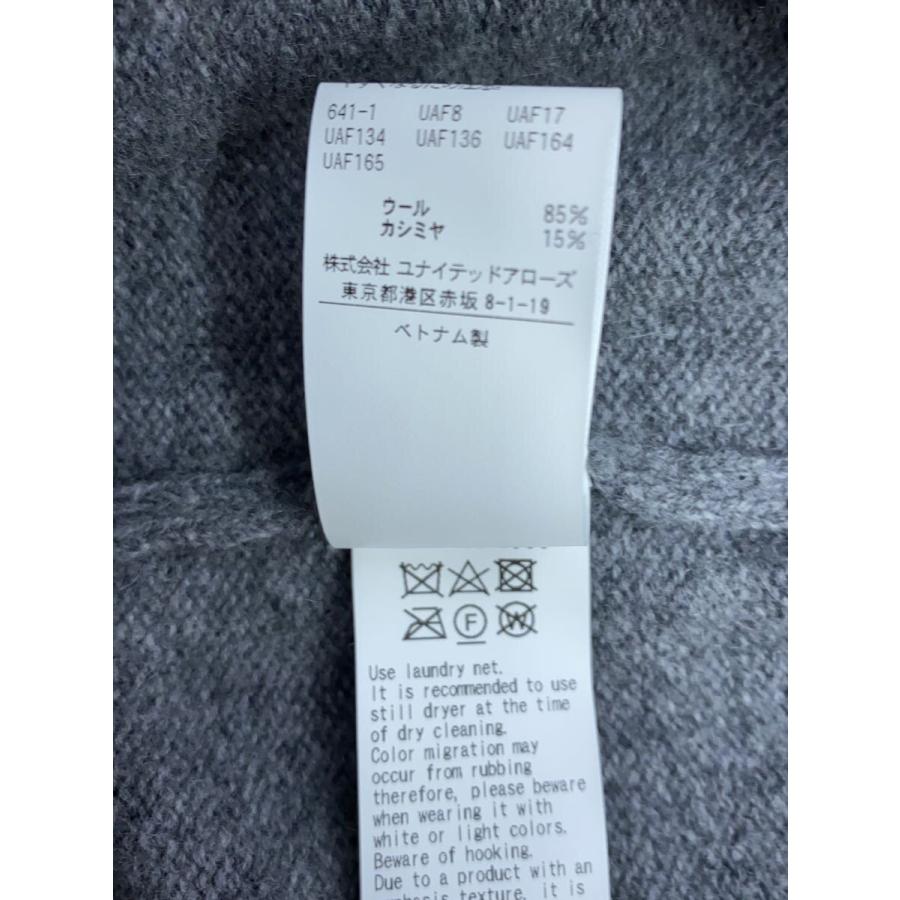 641-1 UAF8 UAF17
UAF134 UAF136 UAF164
UAF165
ウール 85%
カシミヤ 15%
株式会社 ユナイテッドアローズ
東京都港区赤坂 8-1-19
ベトナム製
F
W
Use laundry net.
It is recommended to use
still dryer at the time
of dry cleaning.
Color migration may
occur from rubbing
therefore, please beware
when wearing it with
white or light colors.
Beware of hooking.
Due to a product with an
texture, it is